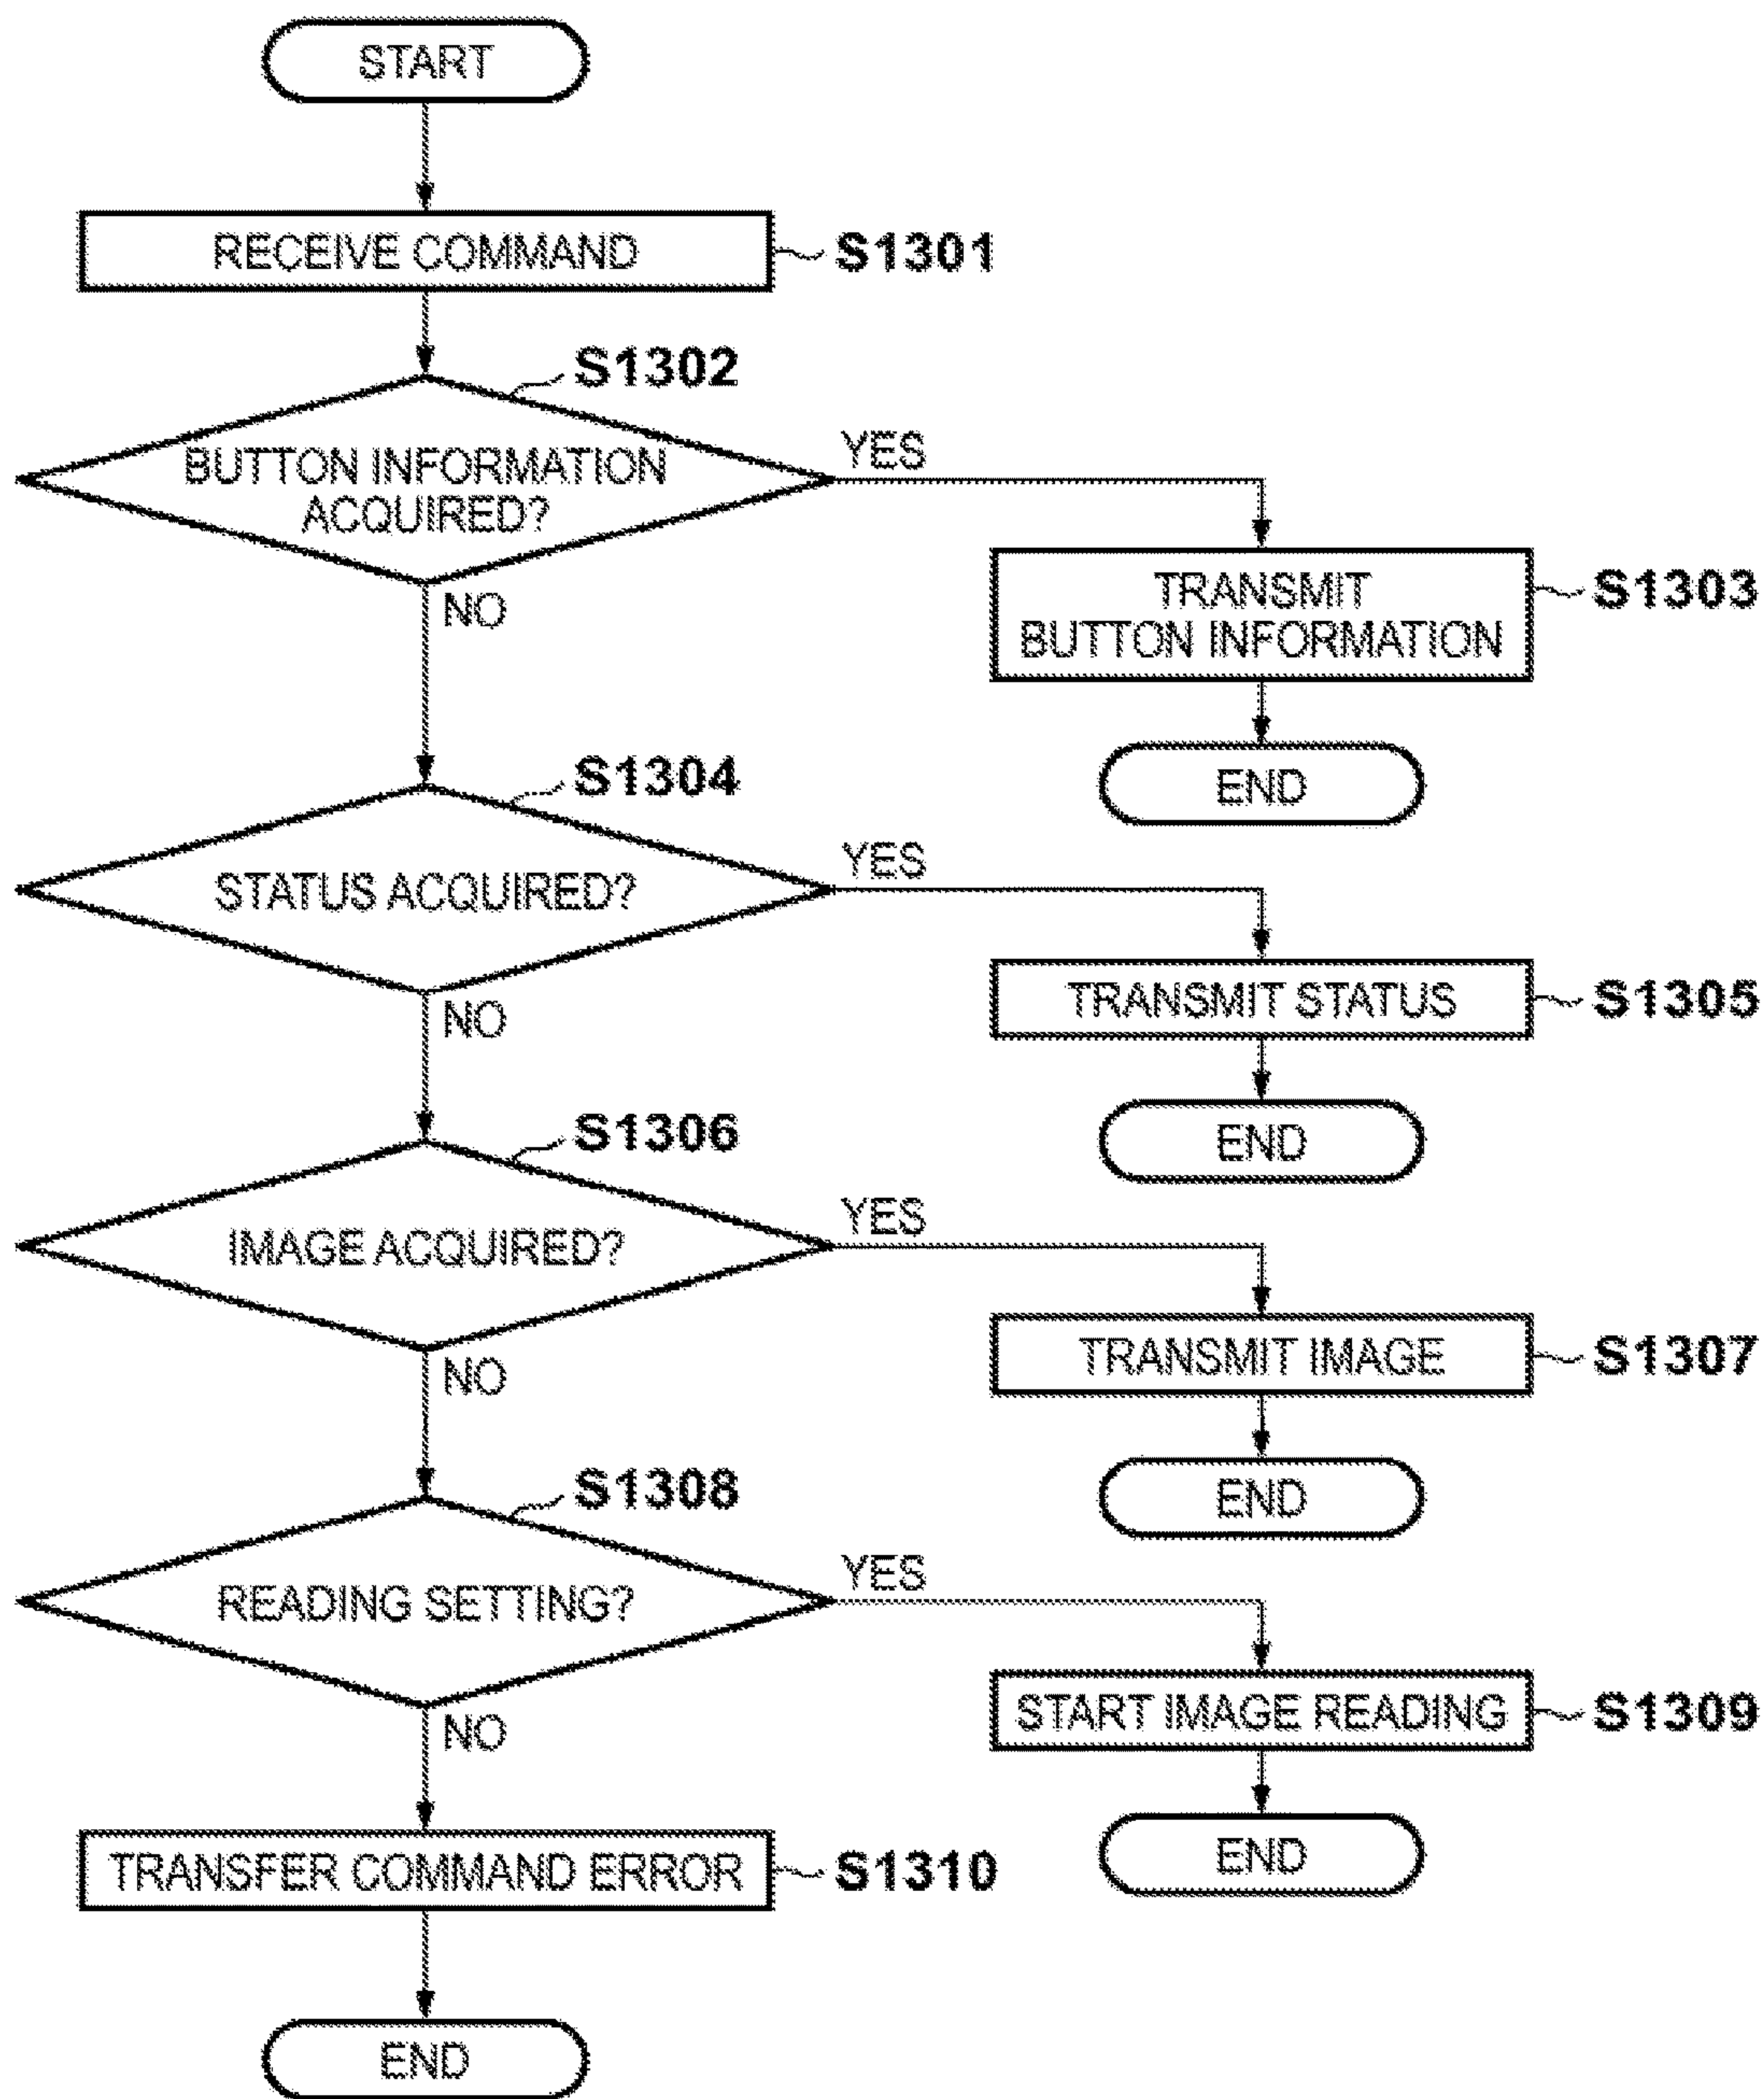 START
RECEIVE COMMAND
S1301
S1302
BUTTON INFORMATION
ACQUIRED?
YES
NO
TRANSMIT
BUTTON INFORMATION
S1303
END
S1304
STATUS ACQUIRED?
YES
NO
TRANSMIT STATUS
S1305
END
S1306
IMAGE ACQUIRED?
YES
NO
TRANSMIT IMAGE
S1307
END
S1308
READING SETTING?
YES
NO
START IMAGE READING
S1309
END
TRANSFER COMMAND ERROR
S1310
END